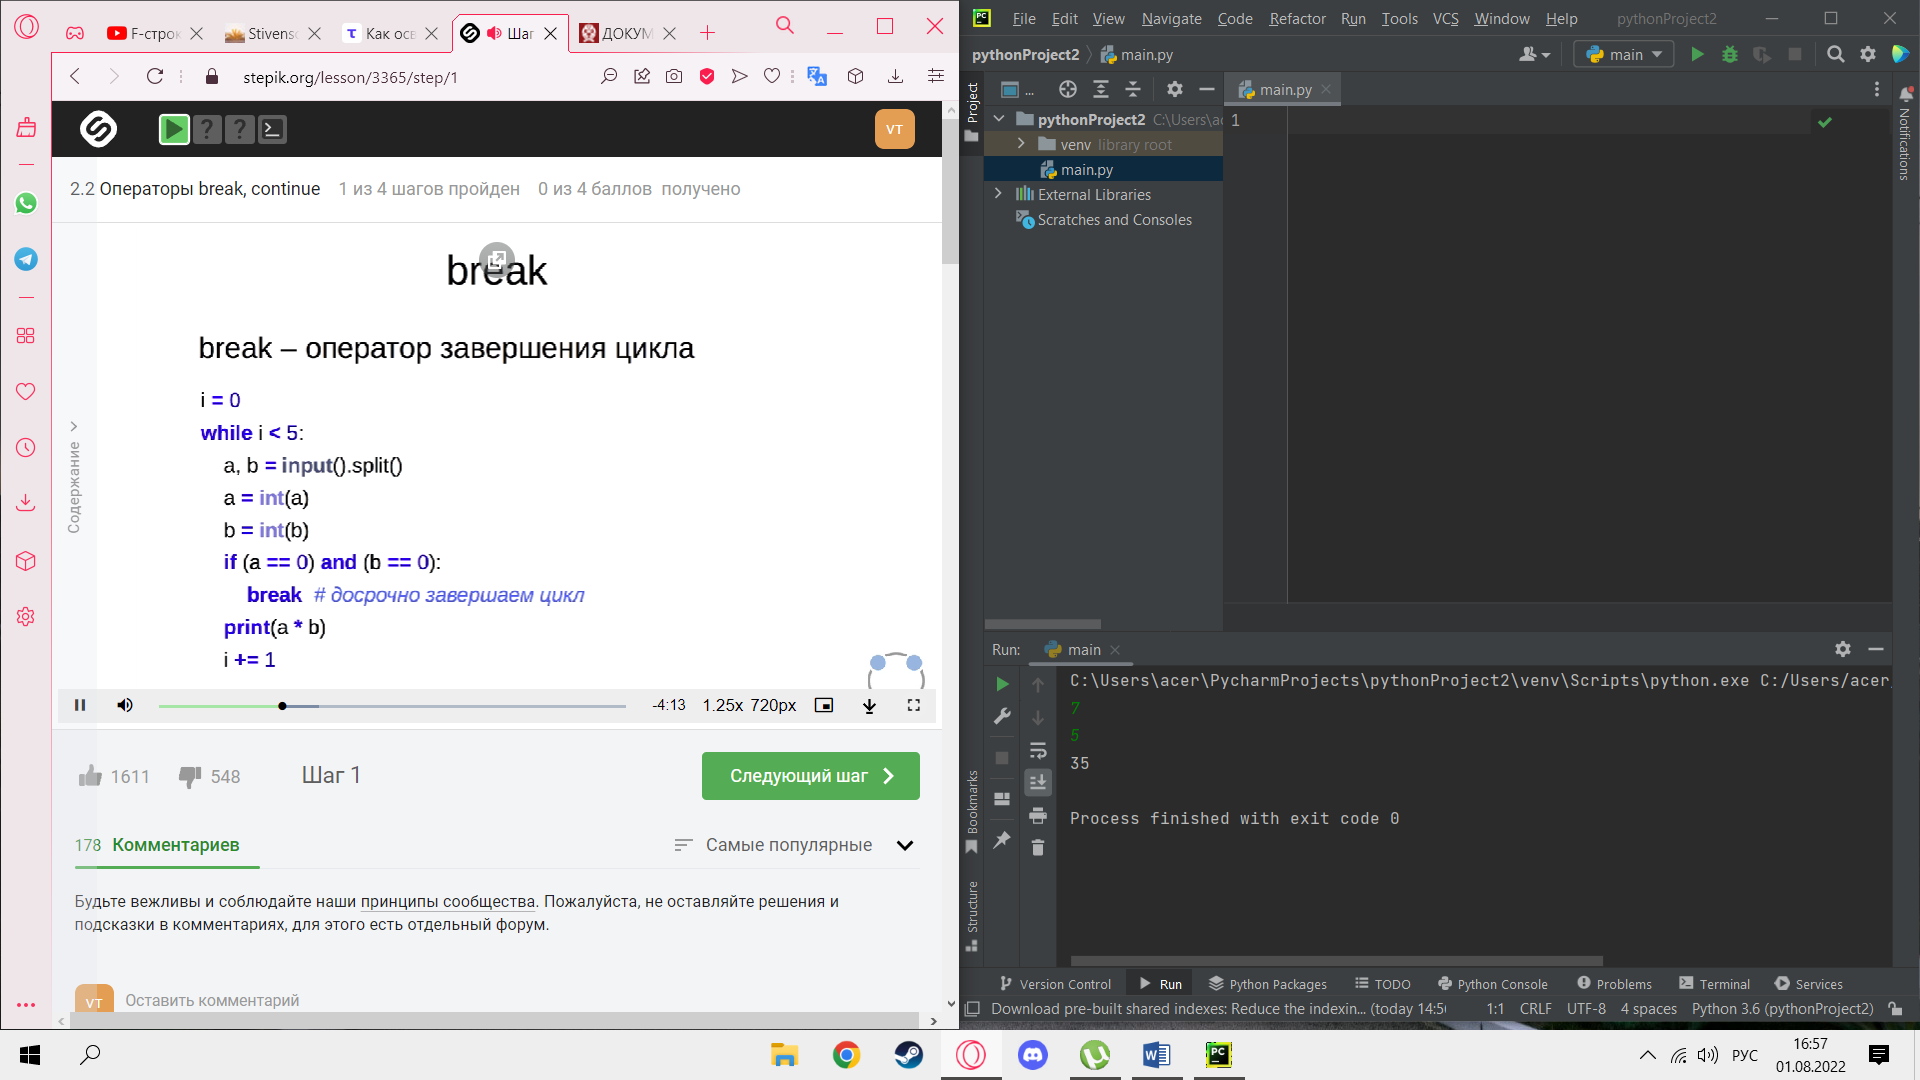 F-строк
Stivenso
Как осв
Шаг
ДОКУМ
stepik.org/lesson/3365/step/1
VT
2.2 Операторы break, continue 1 из 4 шагов пройден 0 из 4 баллов получено
Содержание
break
break – оператор завершения цикла
i = 0
while i < 5:
a, b = input().split()
a = int(a)
b = int(b)
if (a == 0) and (b == 0):
break # досрочно завершаем цикл
print(a * b)
i += 1
-4:13 1.25x 720px
1611 548 Шаг 1 Следующий шаг
178 Комментариев Самые популярные
Будьте вежливы и соблюдайте наши принципы сообщества. Пожалуйста, не оставляйте решения и
подсказки в комментариях, для этого есть отдельный форум.
VT Оставить комментарий
PC File Edit View Navigate Code Refactor Run Tools VCS Window Help pythonProject2
pythonProject2 main.py main
Project ... main.py
pythonProject2 C:\Users\ac
venv library root
main.py
External Libraries
Scratches and Consoles
1
Notifications
Run: main
C:\Users\acer\PycharmProjects\pythonProject2\venv\Scripts\python.exe C:/Users/acer
7
5
35
Process finished with exit code 0
Bookmarks
Structure
Version Control Run Python Packages TODO Python Console Problems Terminal Services
Download pre-built shared indexes: Reduce the indexin... (today 14:5 1:1 CRLF UTF-8 4 spaces Python 3.6 (pythonProject2)
PC
РУС
16:57
01.08.2022